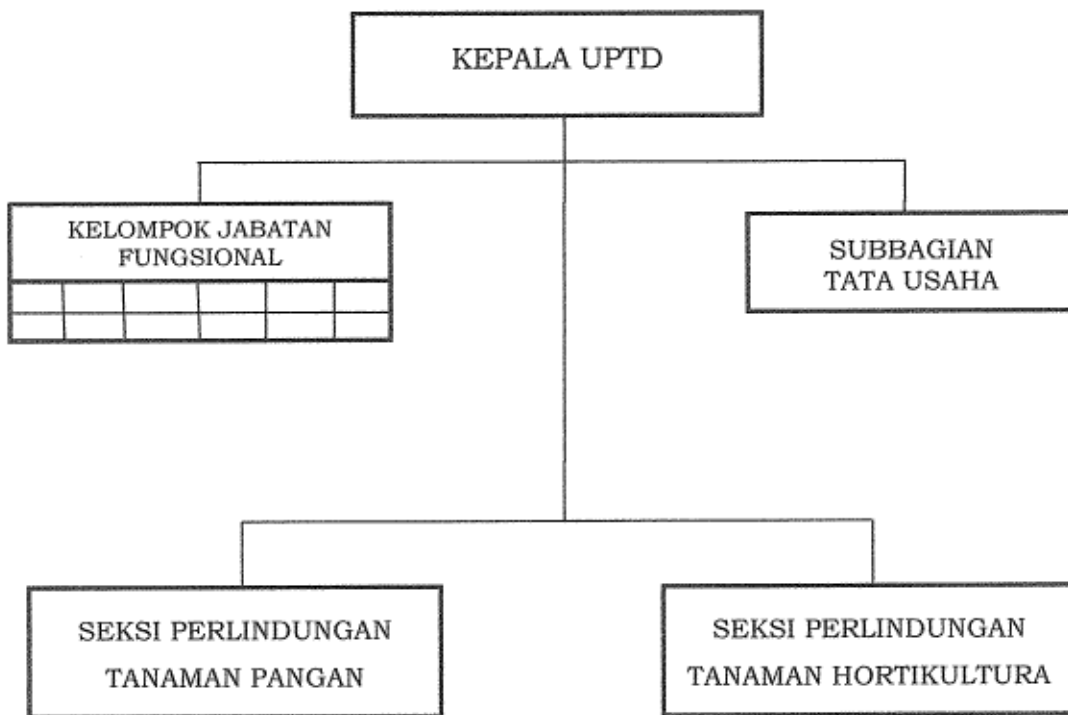 KEPALA UPTD
KELOMPOK JABATAN
FUNGSIONAL
SUBBAGIAN
TATA USAHA
SEKSI PERLINDUNGAN
TANAMAN PANGAN
SEKSI PERLINDUNGAN
TANAMAN HORTIKULTURA